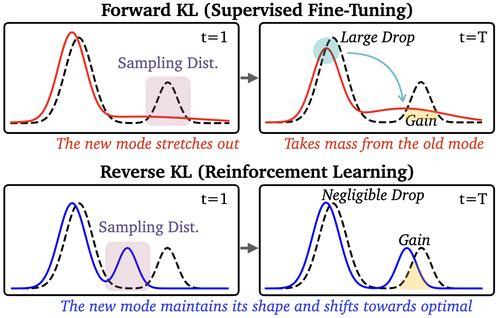 Forward KL (Supervised Fine-Tuning)
t=1
Sampling Dist.
The new mode stretches out
t=T
Large Drop
Gain
Takes mass from the old mode
Reverse KL (Reinforcement Learning)
t=1
Sampling Dist.
t=T
Negligible Drop
Gain
The new mode maintains its shape and shifts towards optimal